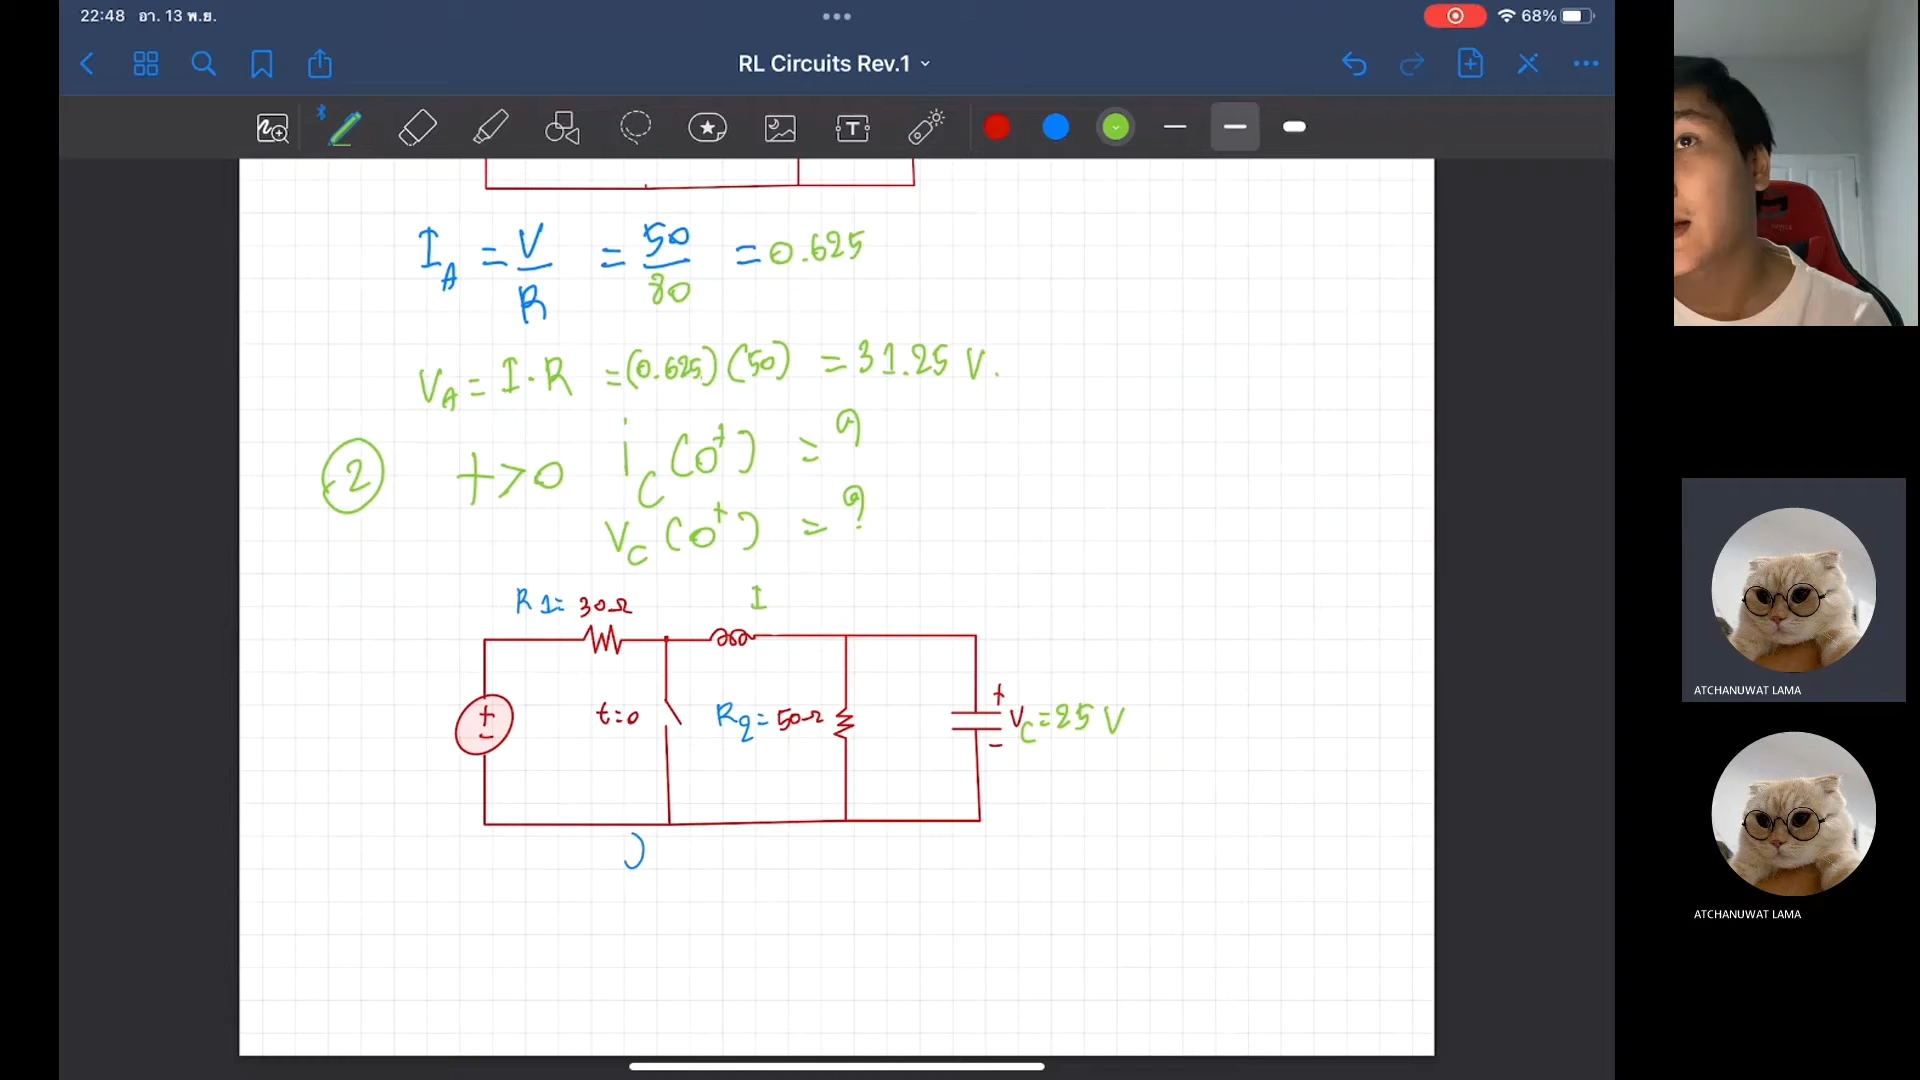 22:48 อา. 13 พ.ย.
68%
RL Circuits Rev.1
T
I_A = V/R = 50/80 = 0.625
V_A = I·R = (0.625)(50) = 31.25 V.
2 t>0 i_C(0⁺) = ?
V_C(0⁺) = ?
I
R1= 30Ω
+
-
t=0
R2= 50Ω
+
V_C=25 V
-
ATCHANUWAT LAMA
ATCHANUWAT LAMA